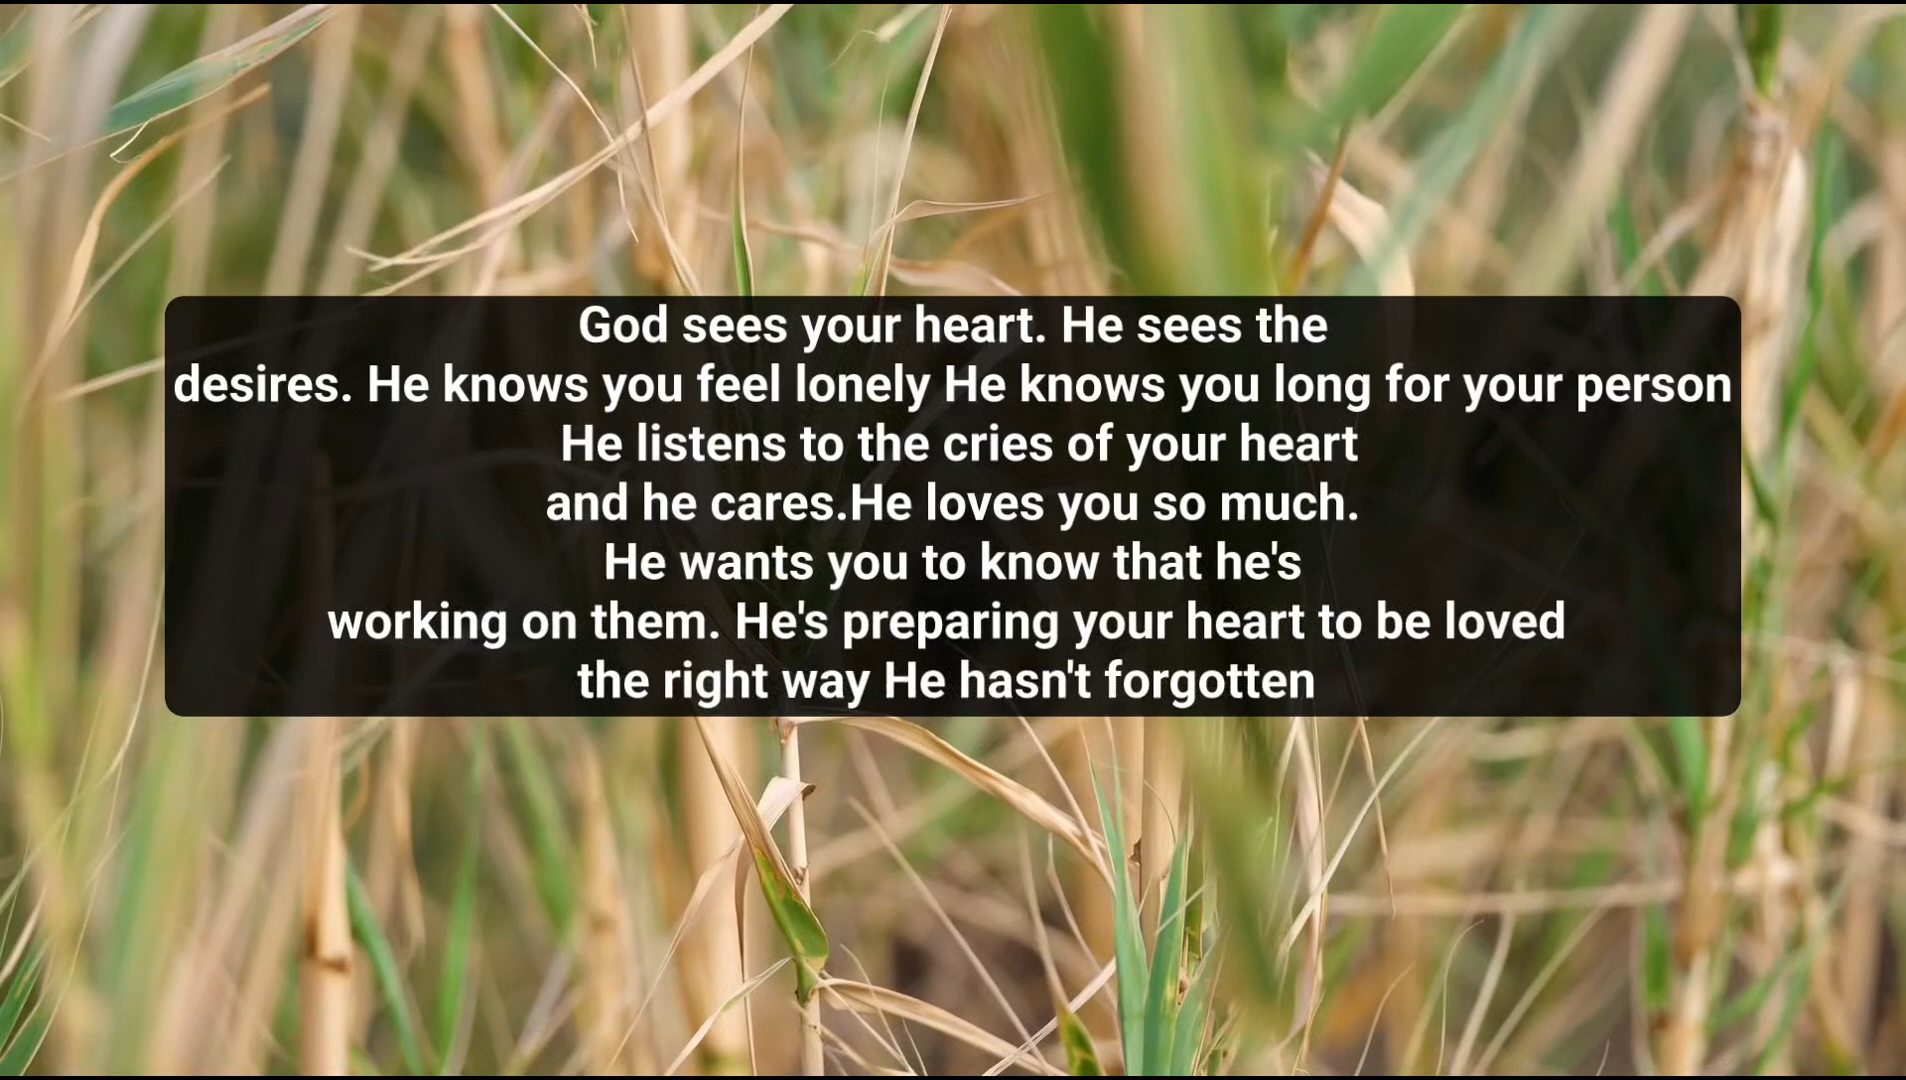 God sees your heart. He sees the
desires. He knows you feel lonely He knows you long for your person
He listens to the cries of your heart
and he cares.He loves you so much.
He wants you to know that he's
working on them. He's preparing your heart to be loved
the right way He hasn't forgotten